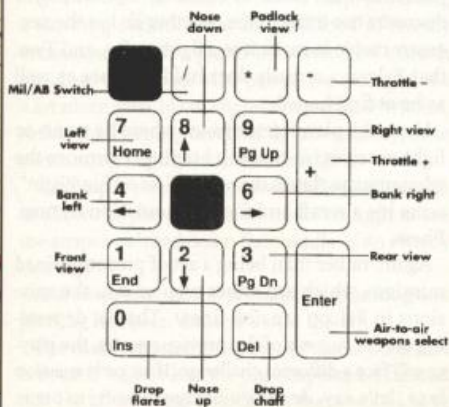 Nose down
Padlock view
Mil/AB Switch
/
*
-
Throttle –
Left view
7
Home
8
9
Pg Up
Right view
+
Throttle +
Bank left
4
6
Bank right
Front view
1
End
2
3
Pg Dn
Rear view
Enter
0
Ins
Del
Air-to-air
weapons select
Drop flares
Nose up
Drop chaff